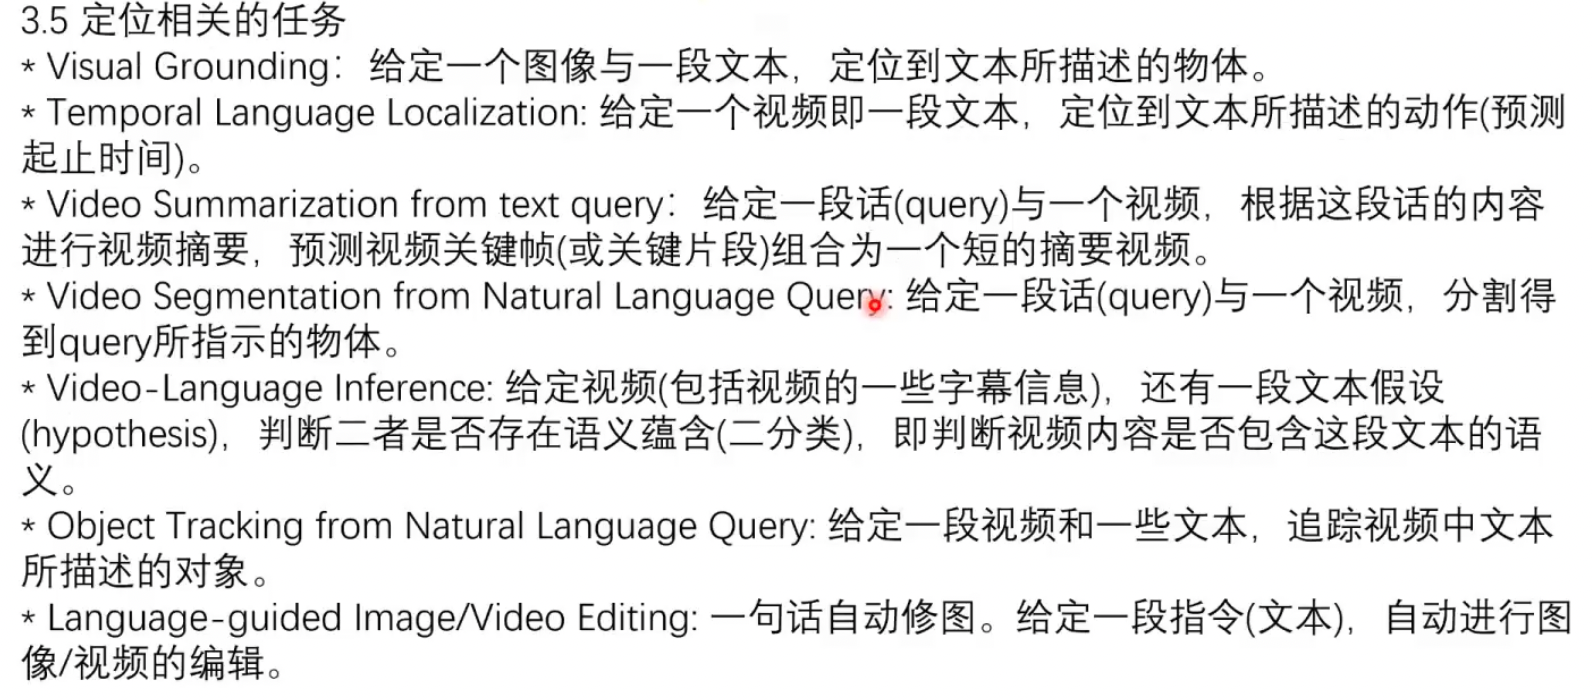 3.5 定位相关的任务
* Visual Grounding：给定一个图像与一段文本，定位到文本所描述的物体。
* Temporal Language Localization: 给定一个视频即一段文本，定位到文本所描述的动作(预测
起止时间)。
* Video Summarization from text query：给定一段话(query)与一个视频，根据这段话的内容
进行视频摘要，预测视频关键帧(或关键片段)组合为一个短的摘要视频。
* Video Segmentation from Natural Language Query: 给定一段话(query)与一个视频，分割得
到query所指示的物体。
* Video-Language Inference: 给定视频(包括视频的一些字幕信息)，还有一段文本假设
(hypothesis)，判断二者是否存在语义蕴含(二分类)，即判断视频内容是否包含这段文本的语
义。
* Object Tracking from Natural Language Query: 给定一段视频和一些文本，追踪视频中文本
所描述的对象。
* Language-guided Image/Video Editing: 一句话自动修图。给定一段指令(文本)，自动进行图
像/视频的编辑。